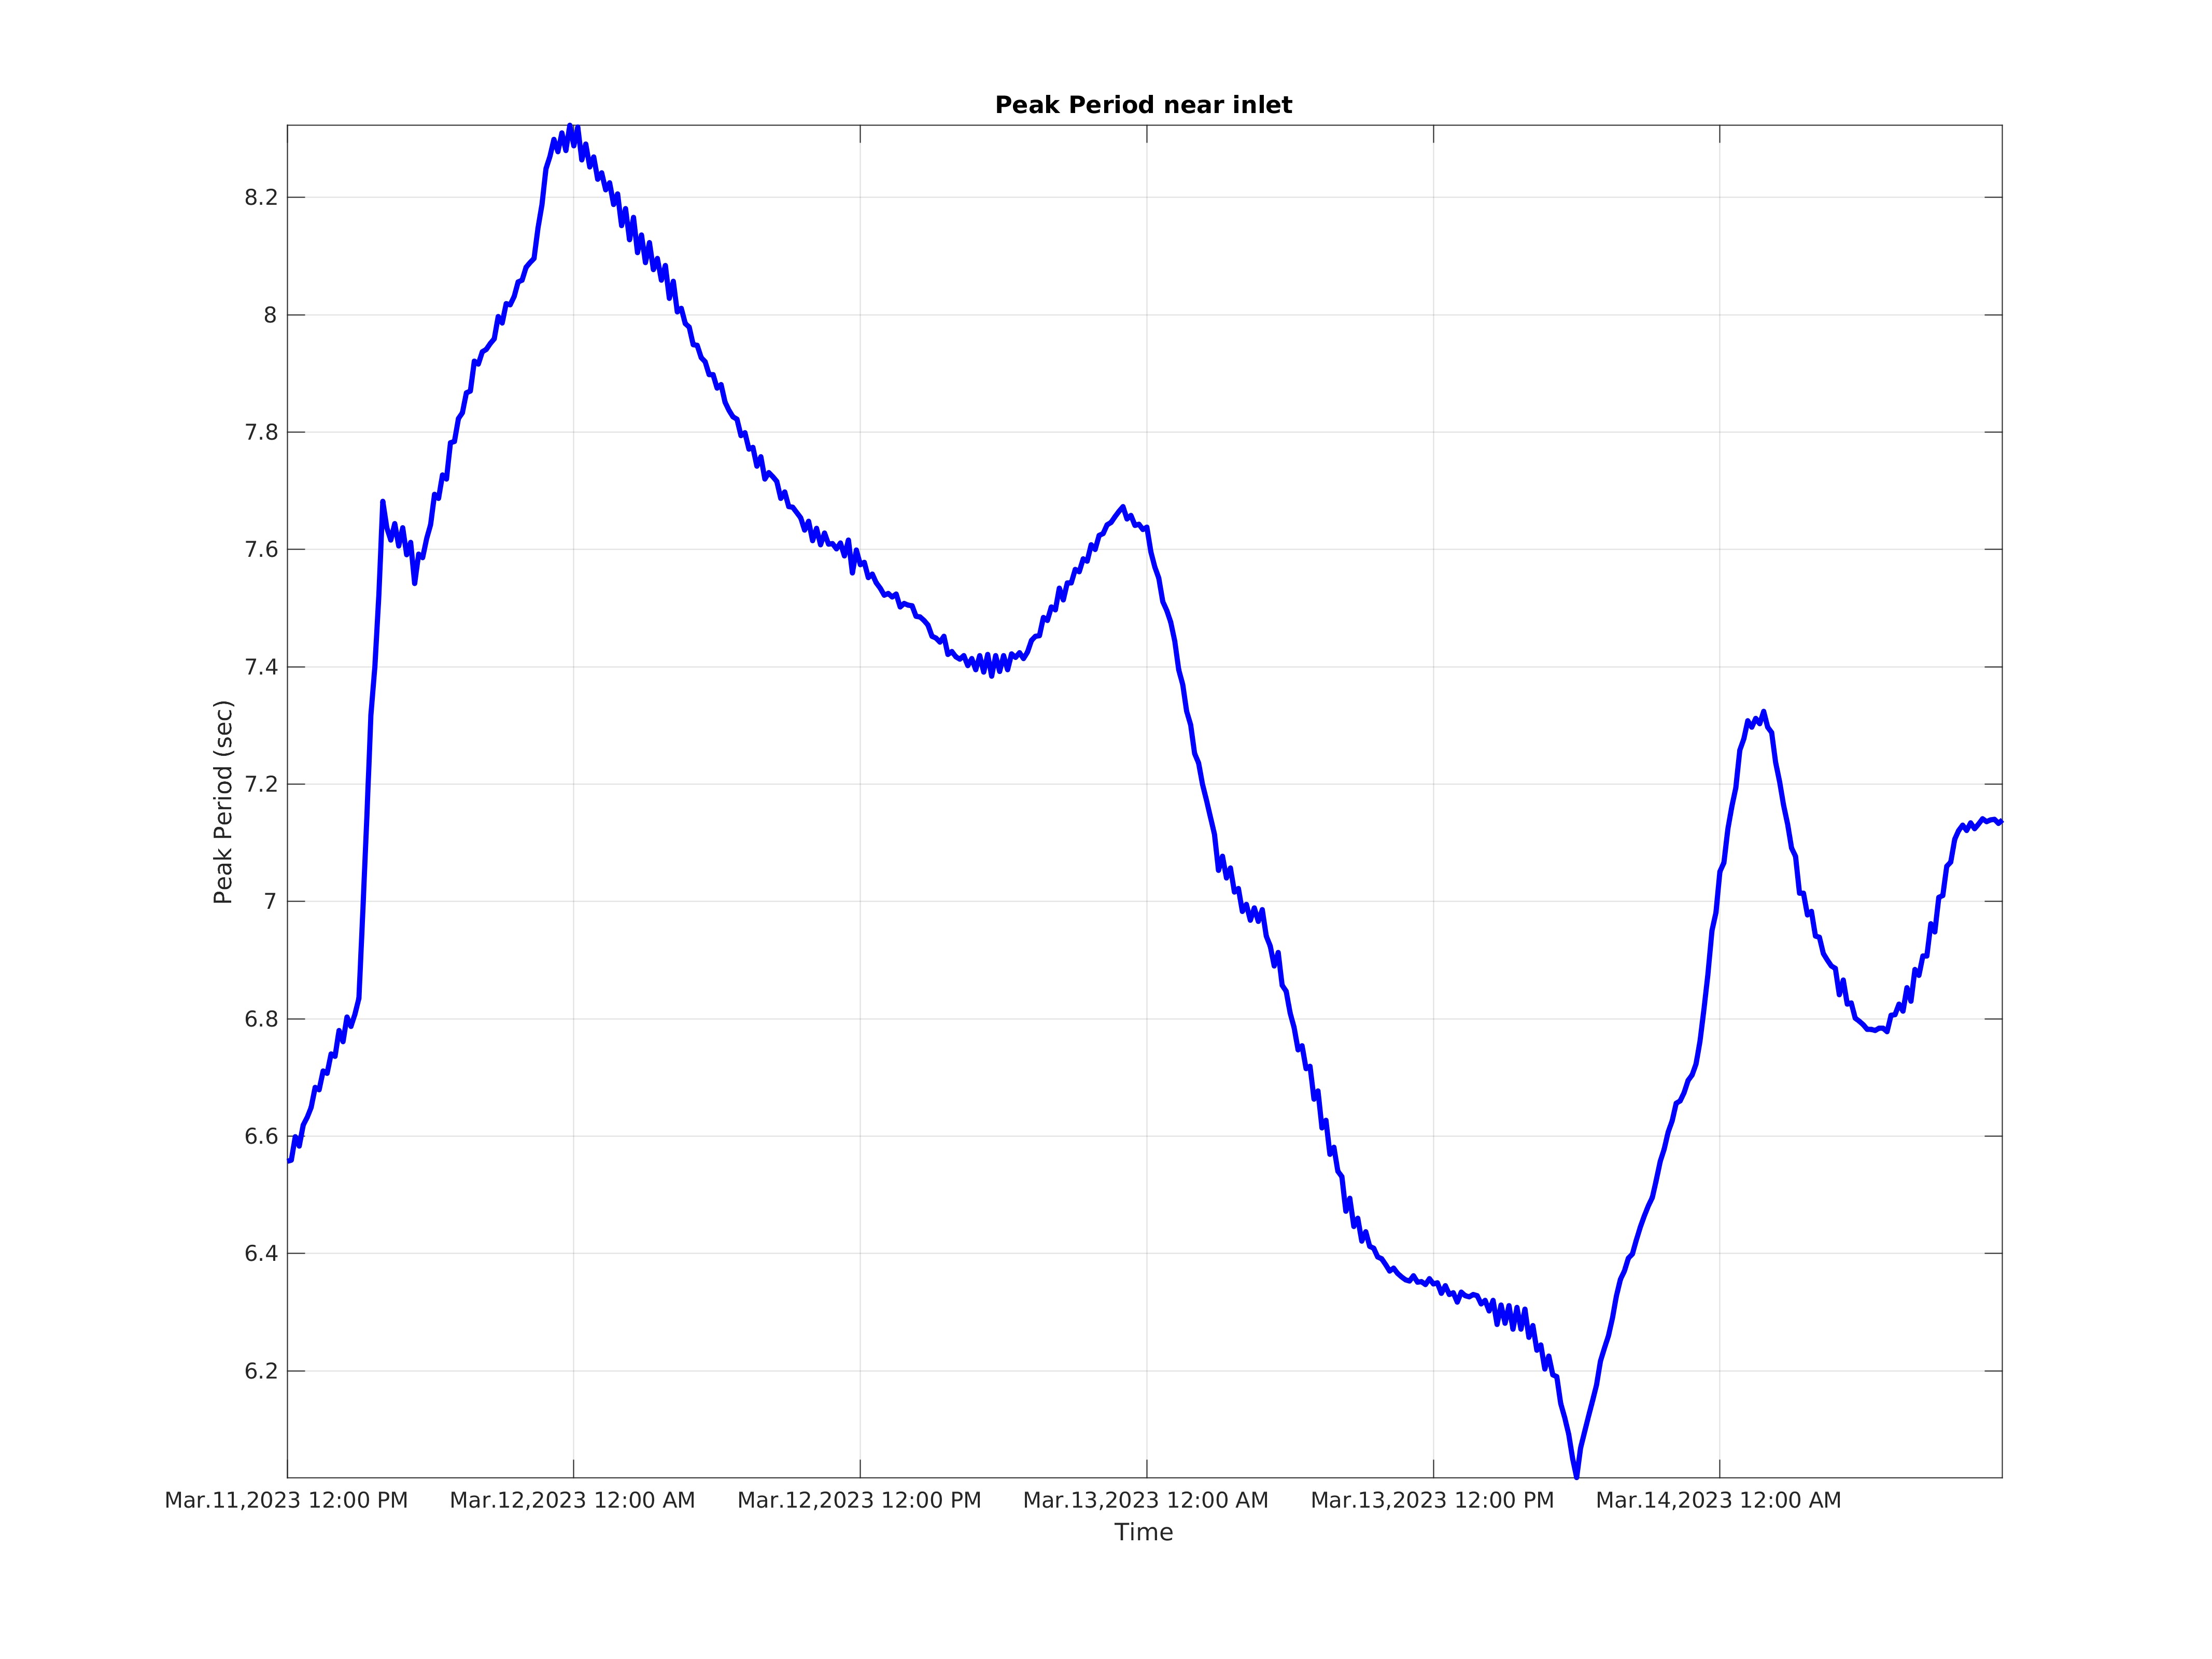 Peak Period near inlet
Peak Period (sec)
8.2
8
7.8
7.6
7.4
7.2
7
6.8
6.6
6.4
6.2
Mar.11,2023 12:00 PM
Mar.12,2023 12:00 AM
Mar.12,2023 12:00 PM
Mar.13,2023 12:00 AM
Mar.13,2023 12:00 PM
Mar.14,2023 12:00 AM
Time